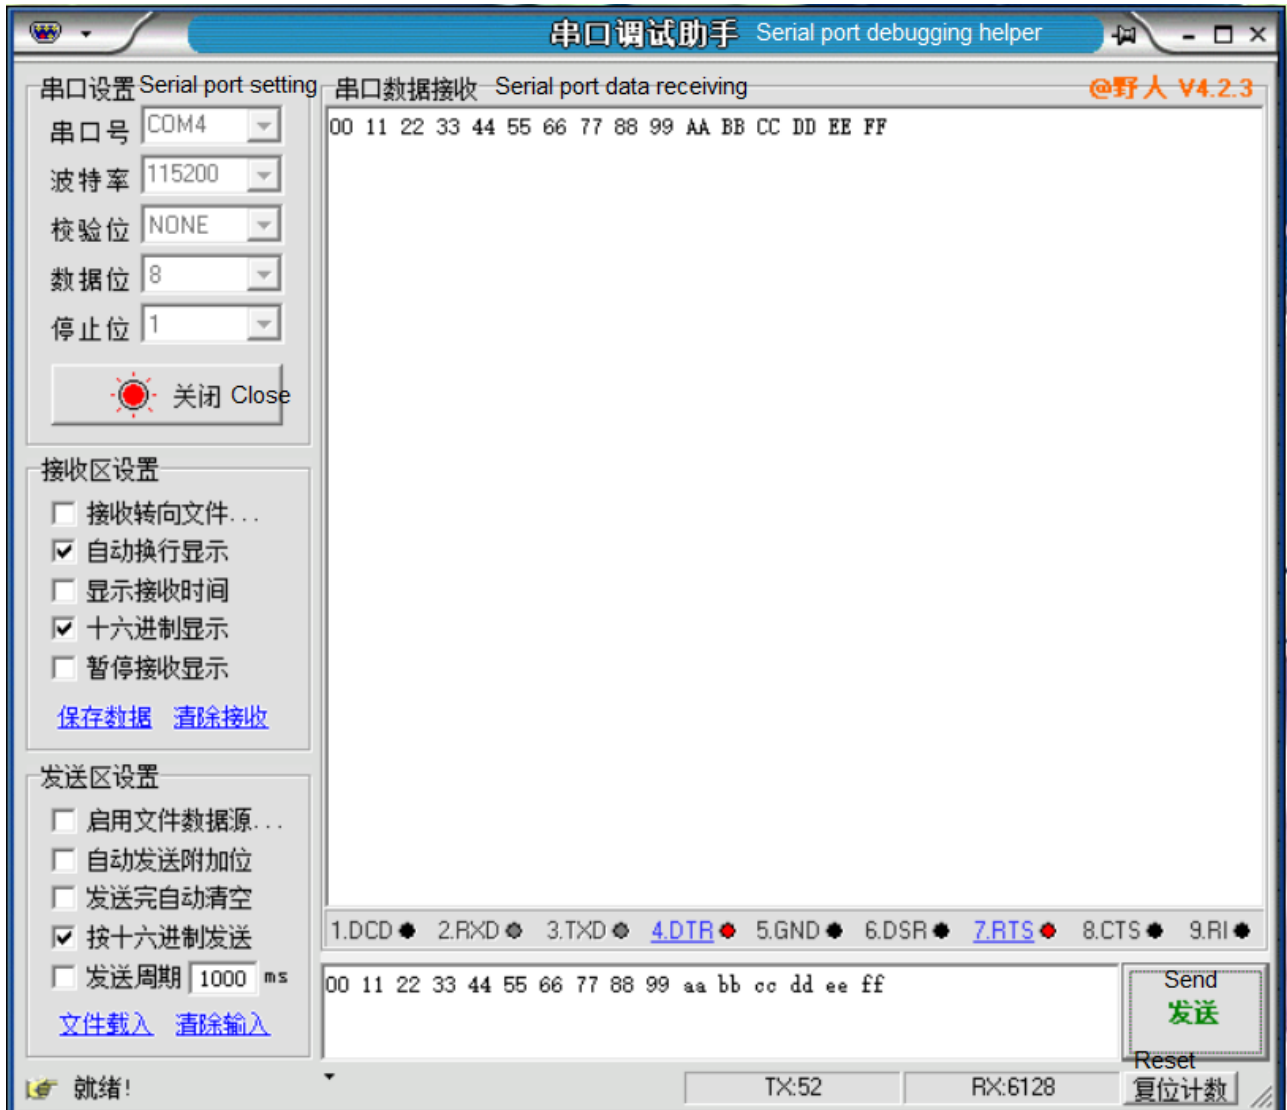 串口调试助手 Serial port debugging helper
串口设置 Serial port setting
串口号 COM4
波特率 115200
校验位 NONE
数据位 8
停止位 1
关闭 Close
接收区设置
接收转向文件...
自动换行显示
显示接收时间
十六进制显示
暂停接收显示
保存数据 清除接收
发送区设置
启用文件数据源...
自动发送附加位
发送完自动清空
按十六进制发送
发送周期 1000 ms
文件载入 清除输入
串口数据接收 Serial port data receiving
@野人 V4.2.3
00 11 22 33 44 55 66 77 88 99 AA BB CC DD EE FF
1.DCD 2.RXD 3.TXD 4.DTR 5.GND 6.DSR 7.RTS 8.CTS 9.RI
00 11 22 33 44 55 66 77 88 99 aa bb cc dd ee ff
Send
发送
就绪!
TX:52
RX:6128
Reset
复位计数